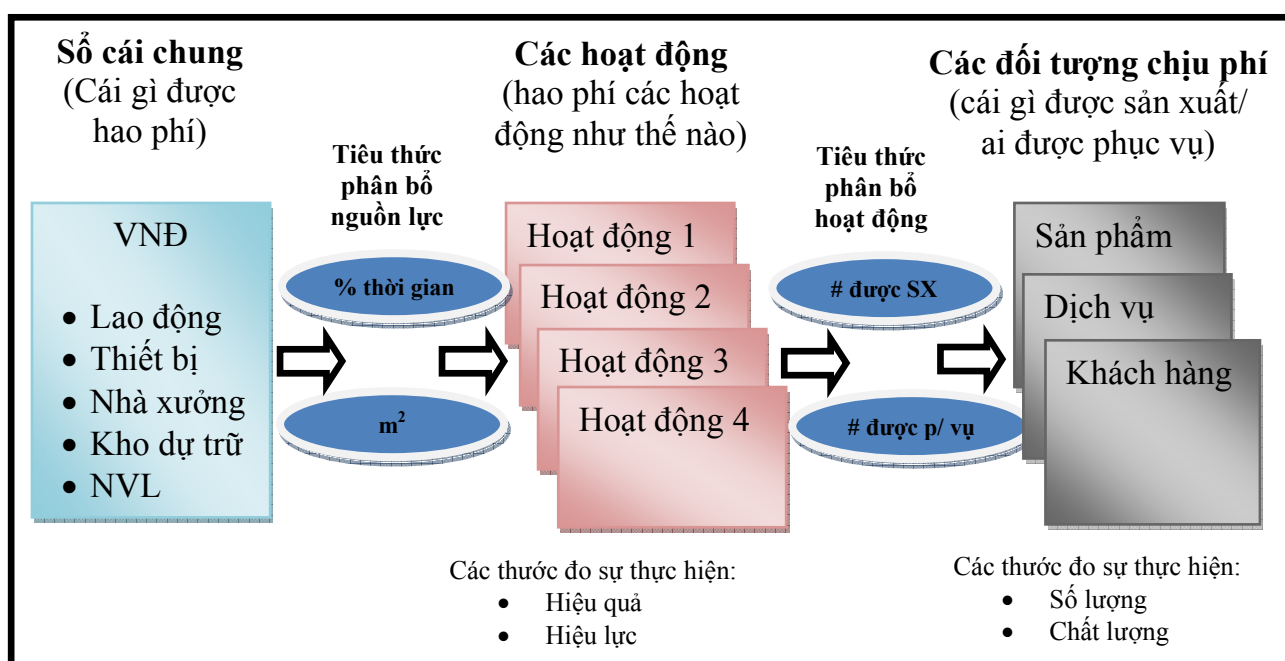 Sổ cái chung
(Cái gì được
hao phí)
VNĐ
• Lao động
• Thiết bị
• Nhà xưởng
• Kho dự trữ
• NVL
Tiêu thức
phân bổ
nguồn lực
% thời gian
m²
Các hoạt động
(hao phí các hoạt
động như thế nào)
Hoạt động 1
Hoạt động 2
Hoạt động 3
Hoạt động 4
Các thước đo sự thực hiện:
• Hiệu quả
• Hiệu lực
Tiêu thức
phân bổ
hoạt động
# được SX
# được p/ vụ
Các đối tượng chịu phí
(cái gì được sản xuất/
ai được phục vụ)
Sản phẩm
Dịch vụ
Khách hàng
Các thước đo sự thực hiện:
• Số lượng
• Chất lượng